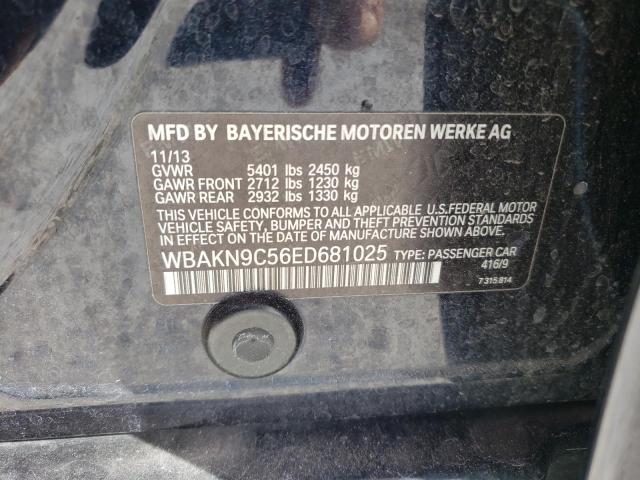 MFD BY BAYERISCHE MOTOREN WERKE AG
11/13
GVWR 5401 lbs 2450 kg
GAWR FRONT 2712 lbs 1230 kg
GAWR REAR 2932 lbs 1330 kg
THIS VEHICLE CONFORMS TO ALL APPLICABLE U.S.FEDERAL MOTOR
VEHICLE SAFETY, BUMPER, AND THEFT PREVENTION STANDARDS
IN EFFECT ON THE DATE OF MANUFACTURE SHOWN ABOVE.
WBAKN9C56ED681025 TYPE: PASSENGER CAR
416/9
7 315 814